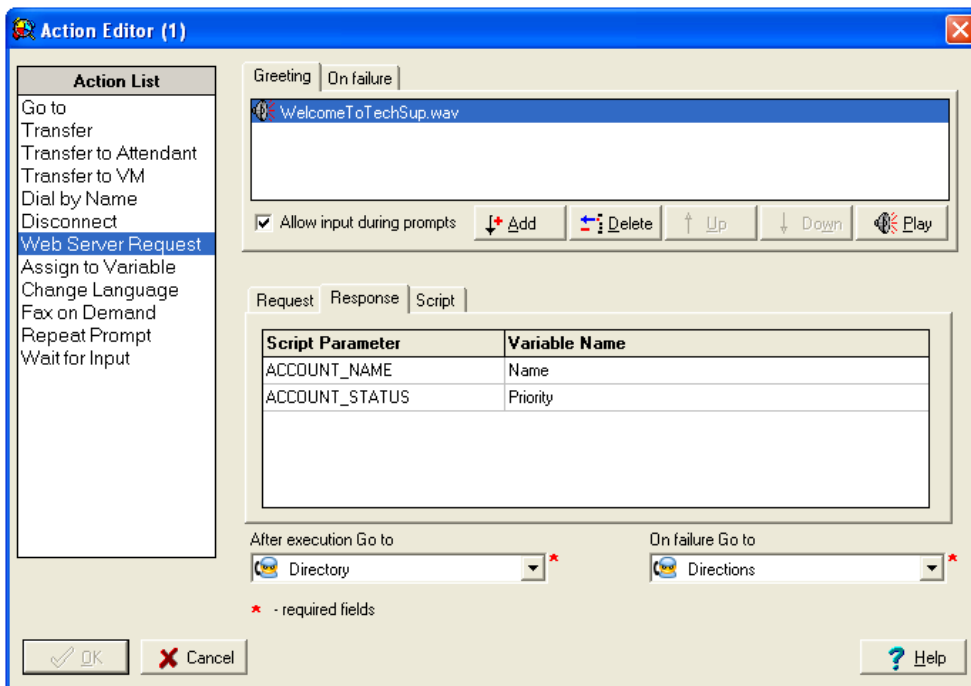 Action Editor (1)
Action List
Go to
Transfer
Transfer to Attendant
Transfer to VM
Dial by Name
Disconnect
Web Server Request
Assign to Variable
Change Language
Fax on Demand
Repeat Prompt
Wait for Input
Greeting On failure
WelcomeToTechSup.wav
Allow input during prompts Add Delete Up Down Play
Request Response Script
Script Parameter Variable Name
ACCOUNT_NAME Name
ACCOUNT_STATUS Priority
After execution Go to On failure Go to
Directory * Directions *
* - required fields
OK Cancel ? Help